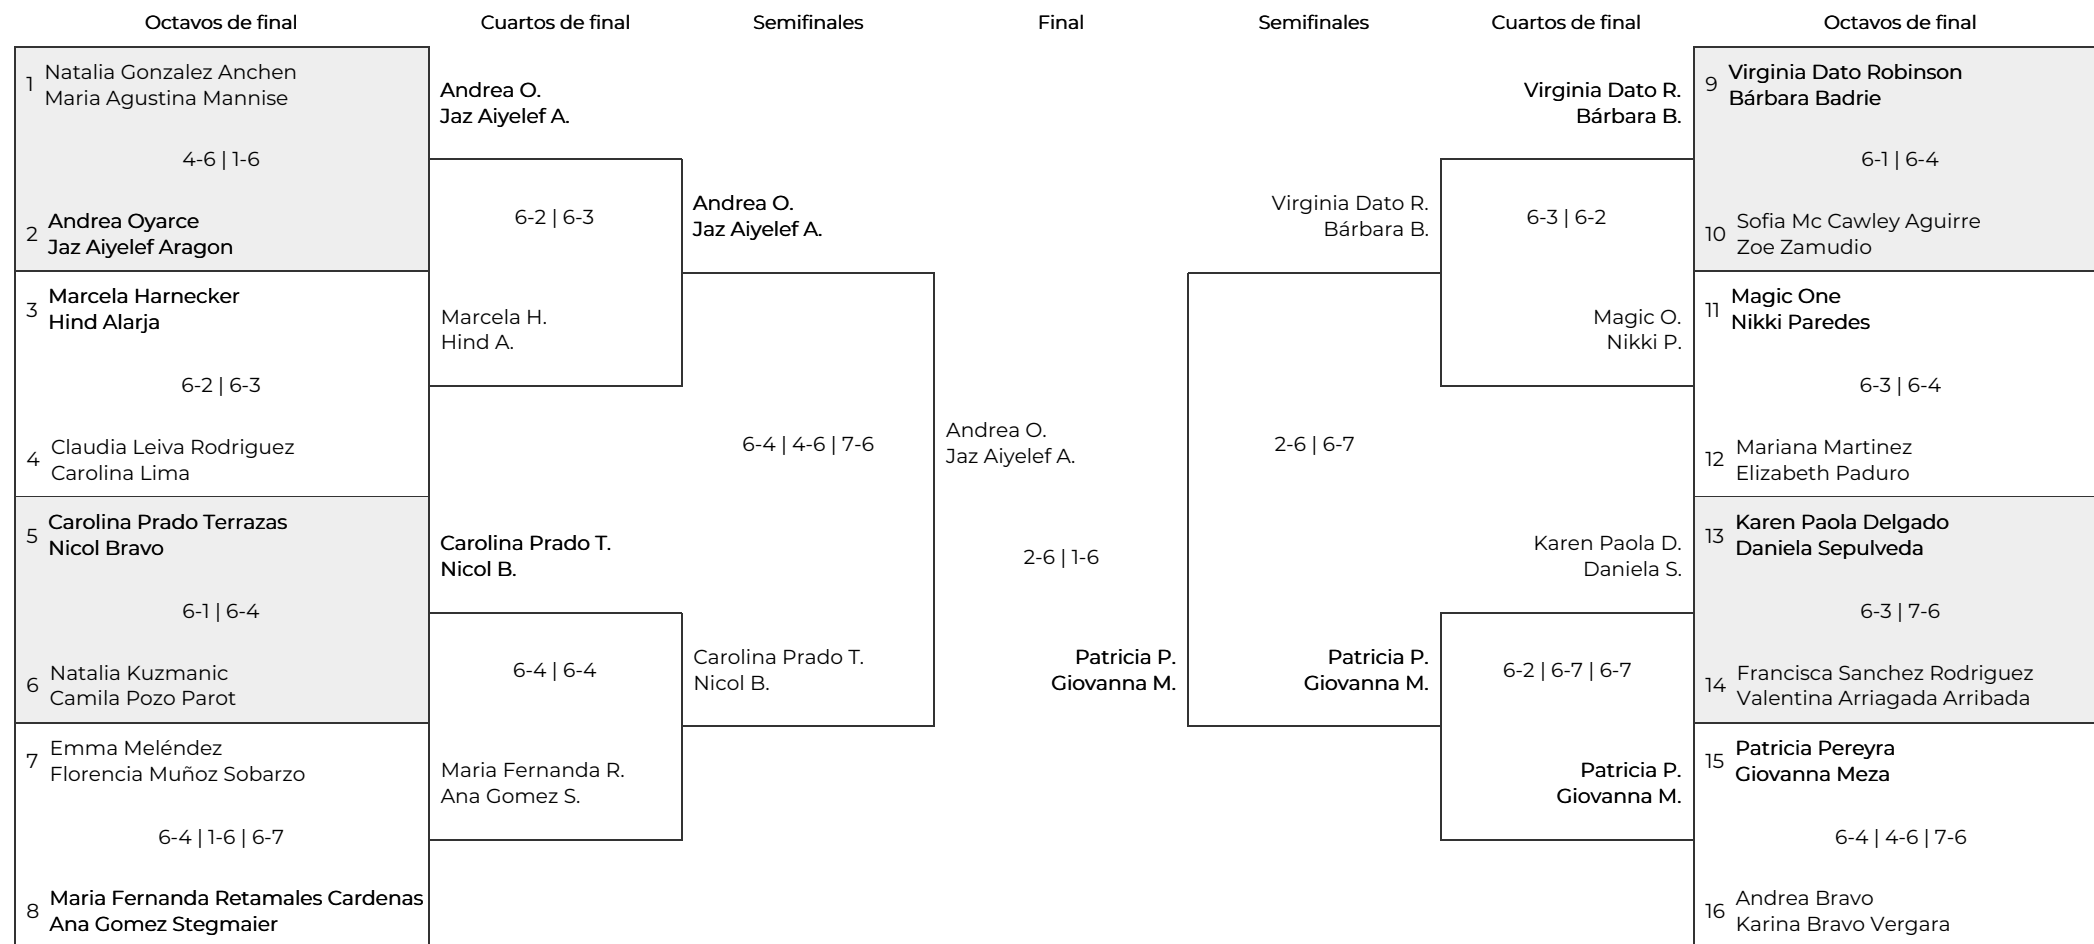 Octavos de final
Cuartos de final
Semifinales
Final
Semifinales
Cuartos de final
Octavos de final
1
Natalia Gonzalez Anchen
Maria Agustina Mannise
4-6 | 1-6
2
Andrea Oyarce
Jaz Aiyelef Aragon
3
Marcela Harnecker
Hind Alarja
6-2 | 6-3
4
Claudia Leiva Rodriguez
Carolina Lima
5
Carolina Prado Terrazas
Nicol Bravo
6-1 | 6-4
6
Natalia Kuzmanic
Camila Pozo Parot
7
Emma Meléndez
Florencia Muñoz Sobarzo
6-4 | 1-6 | 6-7
8
Maria Fernanda Retamales Cardenas
Ana Gomez Stegmaier
Andrea O.
Jaz Aiyelef A.
6-2 | 6-3
Marcela H.
Hind A.
Carolina Prado T.
Nicol B.
6-4 | 6-4
Maria Fernanda R.
Ana Gomez S.
Andrea O.
Jaz Aiyelef A.
6-4 | 4-6 | 7-6
Carolina Prado T.
Nicol B.
Andrea O.
Jaz Aiyelef A.
2-6 | 1-6
Patricia P.
Giovanna M.
Virginia Dato R.
Bárbara B.
2-6 | 6-7
Patricia P.
Giovanna M.
Virginia Dato R.
Bárbara B.
6-3 | 6-2
Magic O.
Nikki P.
Karen Paola D.
Daniela S.
6-2 | 6-7 | 6-7
Patricia P.
Giovanna M.
9
Virginia Dato Robinson
Bárbara Badrie
6-1 | 6-4
10
Sofia Mc Cawley Aguirre
Zoe Zamudio
11
Magic One
Nikki Paredes
6-3 | 6-4
12
Mariana Martinez
Elizabeth Paduro
13
Karen Paola Delgado
Daniela Sepulveda
6-3 | 7-6
14
Francisca Sanchez Rodriguez
Valentina Arriagada Arribada
15
Patricia Pereyra
Giovanna Meza
6-4 | 4-6 | 7-6
16
Andrea Bravo
Karina Bravo Vergara